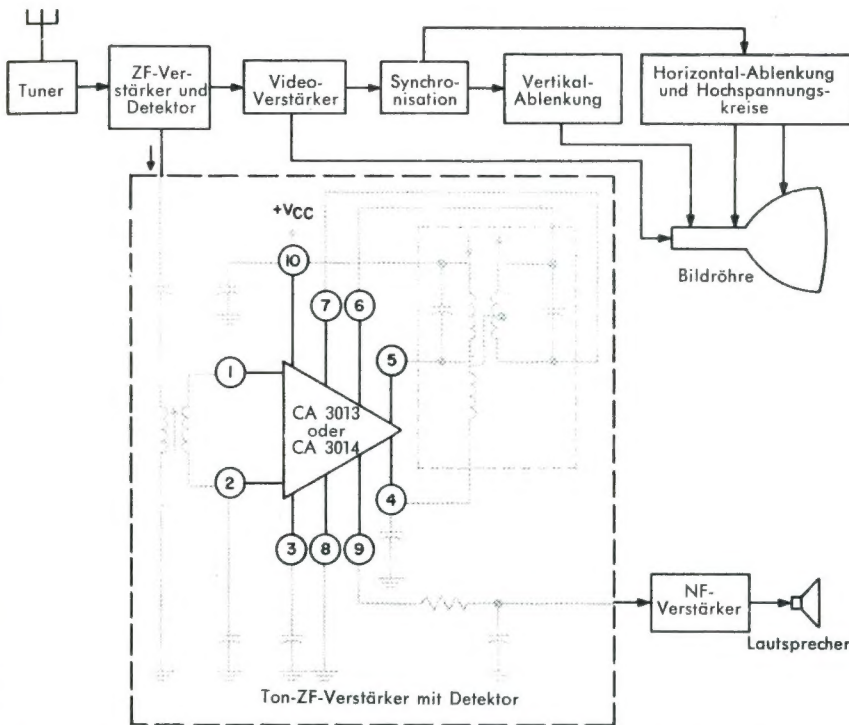 Tuner
ZF-Ver-
stärker und
Detektor
Video-
Verstärker
Synchro-
nisation
Vertikal-
Ablenkung
Horizontal-Ablenkung
und Hochspannungs-
kreise
Bildröhre
+VCC
10
7
6
5
1
CA 3013
oder
CA 3014
2
4
3
8
9
NF-
Verstärker
Lautsprecher
Ton-ZF-Verstärker mit Detektor